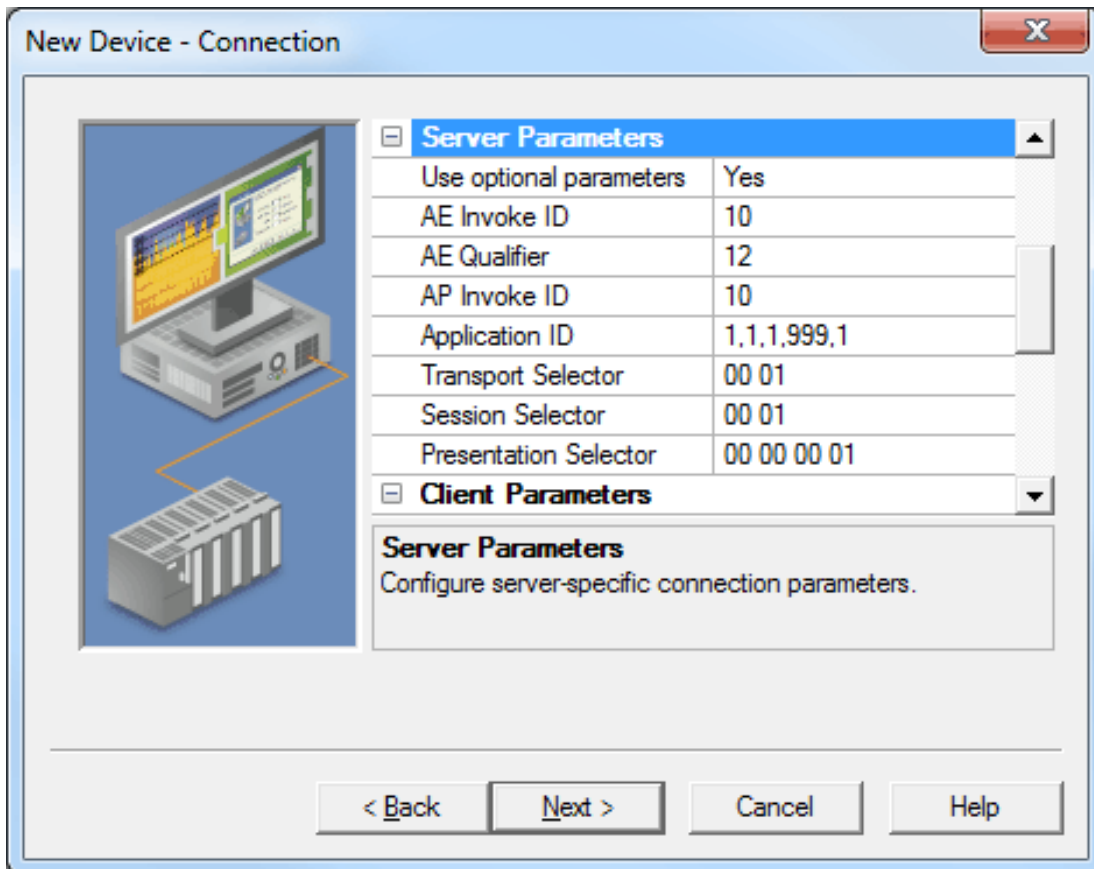 New Device - Connection
Server Parameters
Use optional parameters Yes
AE Invoke ID 10
AE Qualifier 12
AP Invoke ID 10
Application ID 1,1,1,999,1
Transport Selector 00 01
Session Selector 00 01
Presentation Selector 00 00 00 01
Client Parameters
Server Parameters
Configure server-specific connection parameters.
< Back Next > Cancel Help